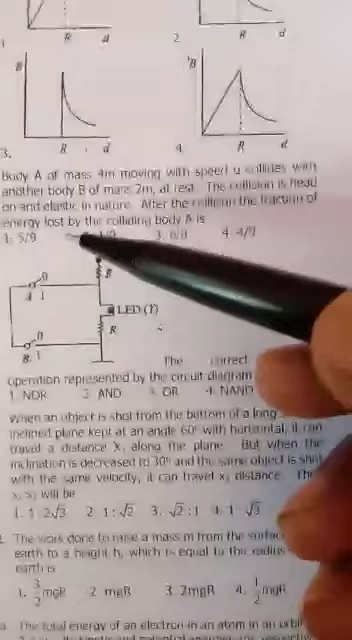 R d
1. 2. R d
B 'B
R d R d
3. 4.
Body A of mass 4m moving with speed u collides with
another body B of mass 2m, at rest. The collision is head
on and elastic in nature. After the collision the fraction of
energy lost by the colliding body A is
1. 5/9 4. 4/9
0
A 1 R
LED (Y)
0 R
B 1
The correct
operation represented by the circuit diagram
1. NOR 2. AND 3. OR 4. NAND
When an object is shot from the bottom of a long
inclined plane kept at an angle 60° with horizontal, it can
travel a distance x₁ along the plane. But when the
inclination is decreased to 30° and the same object is shot
with the same velocity, it can travel x₂ distance.
x₁ x₂ will be
1. 1:2√3 2. 1:√2 3. √2:1 4. 1:√3
The work done to raise a mass m from the surface
earth to a height h, which is equal to the radius
earth is
1. 3/2 mgR 2. mgR 3. 2mgR 4. 1/2 mgR
The total energy of an electron in an atom in an orbit